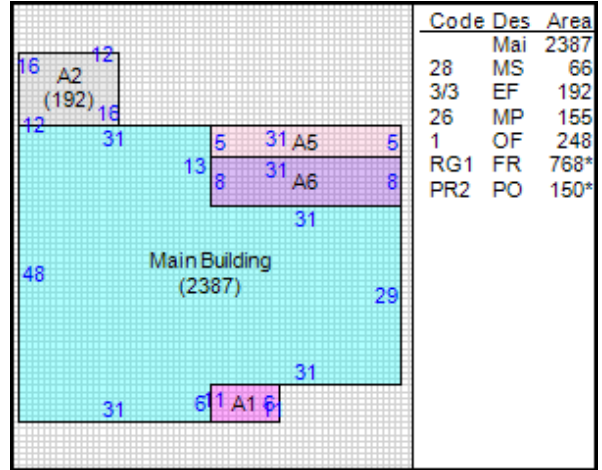 Code Des Area
Mai 2387
28 MS 66
3/3 EF 192
26 MP 155
1 OF 248
RG1 FR 768*
PR2 PO 150*
12
16
A2
(192)
16
12
31
5 31 A5 5
13
8 31 A6 8
31
Main Building
(2387)
48
29
31
31
6 11 A1 6
11